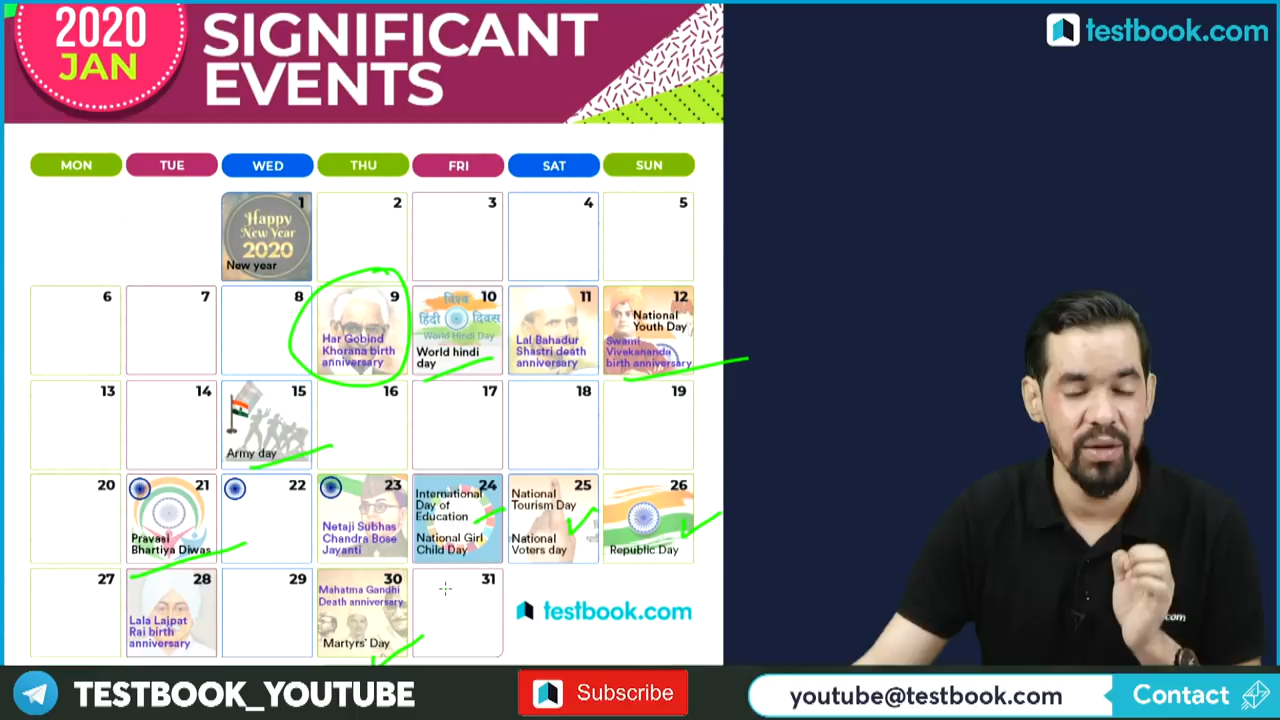 2020
JAN
SIGNIFICANT
EVENTS
testbook.com
MON TUE WED THU FRI SAT SUN
1
Happy
New Year
2020
New year
2
3
4
5
6
7
8
9
Har Gobind
Khorana birth
anniversary
10
विश्व
हिंदी दिवस
World Hindi Day
World hindi
day
11
Lal Bahadur
Shastri death
anniversary
12
National
Youth Day
Swami
Vivekananda
birth anniversary
13
14
15
Army day
16
17
18
19
20
21
Pravasi
Bhartiya Diwas
22
23
Netaji Subhas
Chandra Bose
Jayanti
24
International
Day of
Education
National Girl
Child Day
25
National
Tourism Day
National
Voters day
26
Republic Day
27
28
Lala Lajpat
Rai birth
anniversary
29
30
Mahatma Gandhi
Death anniversary
Martyrs' Day
31
testbook.com
.com
TESTBOOK_YOUTUBE
Subscribe
youtube@testbook.com
Contact